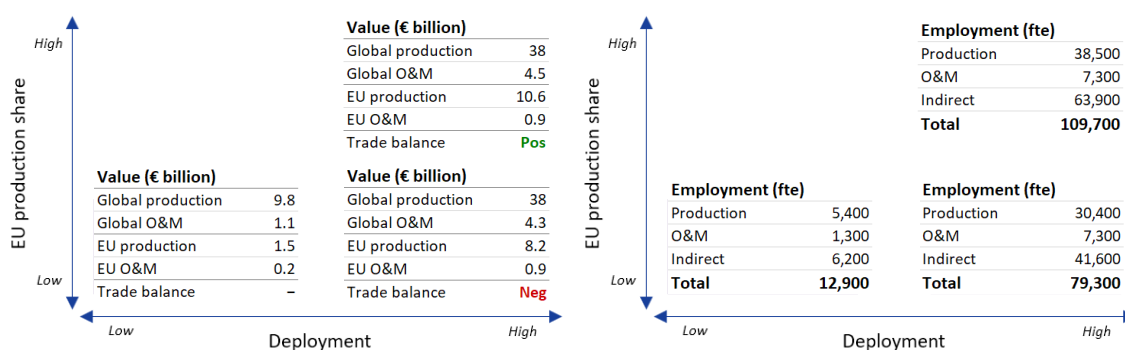 High
EU production share
Low
Value (€ billion)
Global production 38
Global O&M 4.5
EU production 10.6
EU O&M 0.9
Trade balance Pos
Value (€ billion)
Global production 9.8
Global O&M 1.1
EU production 1.5
EU O&M 0.2
Trade balance –
Value (€ billion)
Global production 38
Global O&M 4.3
EU production 8.2
EU O&M 0.9
Trade balance Neg
Low
Deployment
High
High
EU production share
Low
Employment (fte)
Production 38,500
O&M 7,300
Indirect 63,900
Total 109,700
Employment (fte)
Production 5,400
O&M 1,300
Indirect 6,200
Total 12,900
Employment (fte)
Production 30,400
O&M 7,300
Indirect 41,600
Total 79,300
Low
Deployment
High